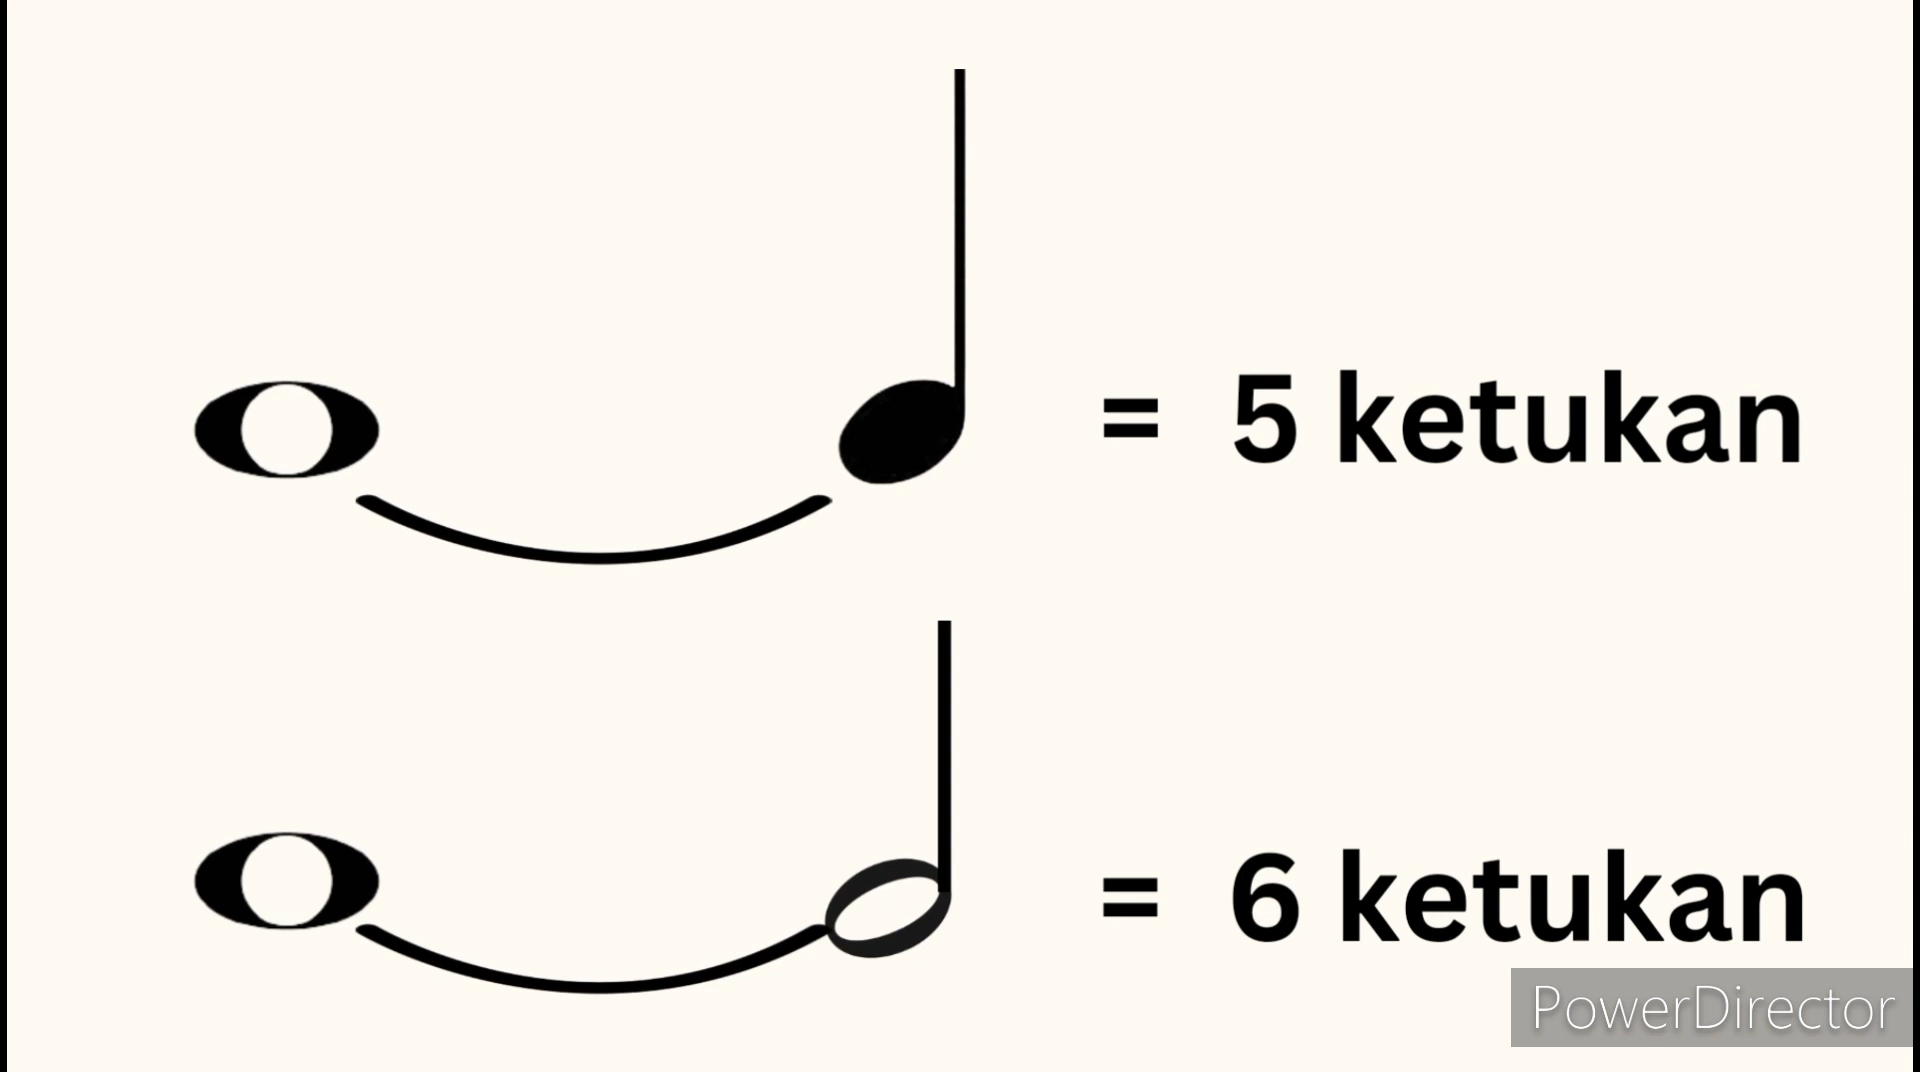 = 5 ketukan
= 6 ketukan
PowerDirector